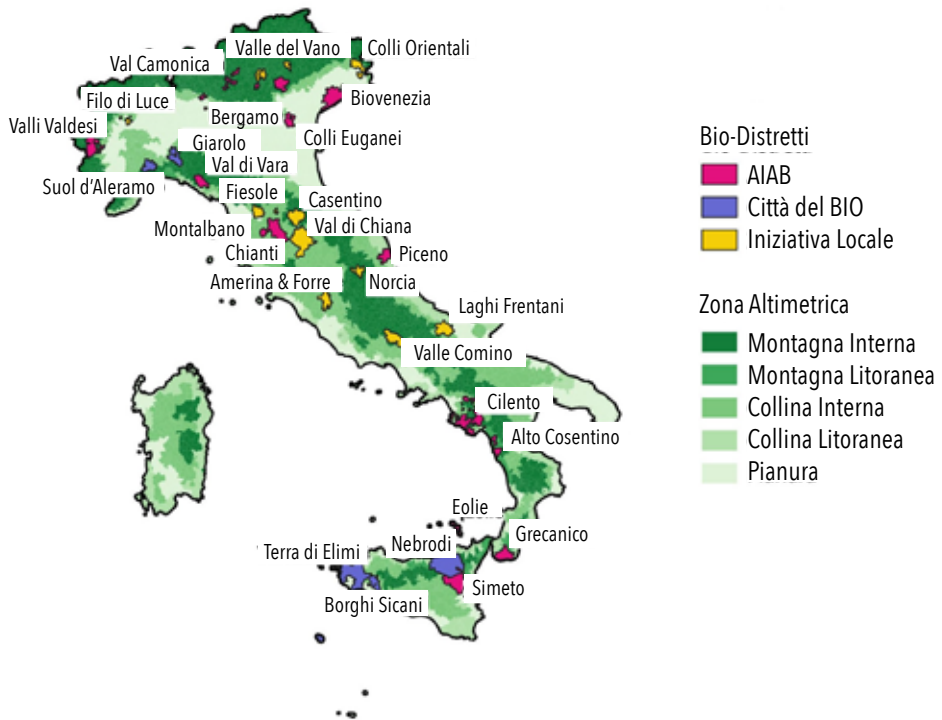 Valle del Vano
Colli Orientali
Val Camonica
Filo di Luce
Biovenezia
Bergamo
Valli Valdesi
Colli Euganei
Giarolo
Val di Vara
Suol d'Aleramo
Fiesole
Casentino
Montalbano
Val di Chiana
Chianti
Piceno
Amerina & Forre
Norcia
Laghi Frentani
Valle Comino
Cilento
Alto Cosentino
Eolie
Grecanico
Nebrodi
Terra di Elimi
Simeto
Borghi Sicani
Bio-Distretti
AIAB
Città del BIO
Iniziativa Locale
Zona Altimetrica
Montagna Interna
Montagna Litoranea
Collina Interna
Collina Litoranea
Pianura